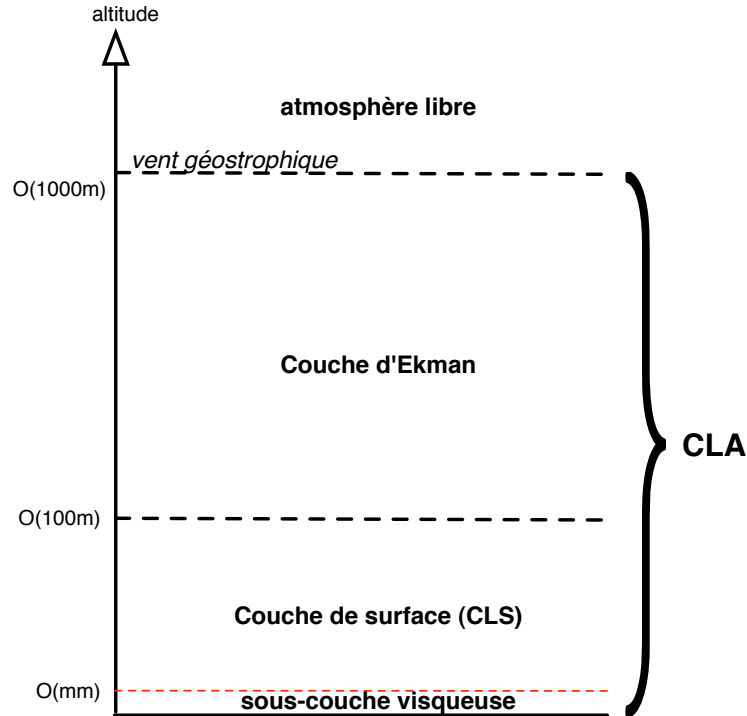 altitude
atmosphère libre
vent géostrophique
O(1000m)
Couche d'Ekman
CLA
O(100m)
Couche de surface (CLS)
O(mm)
sous-couche visqueuse